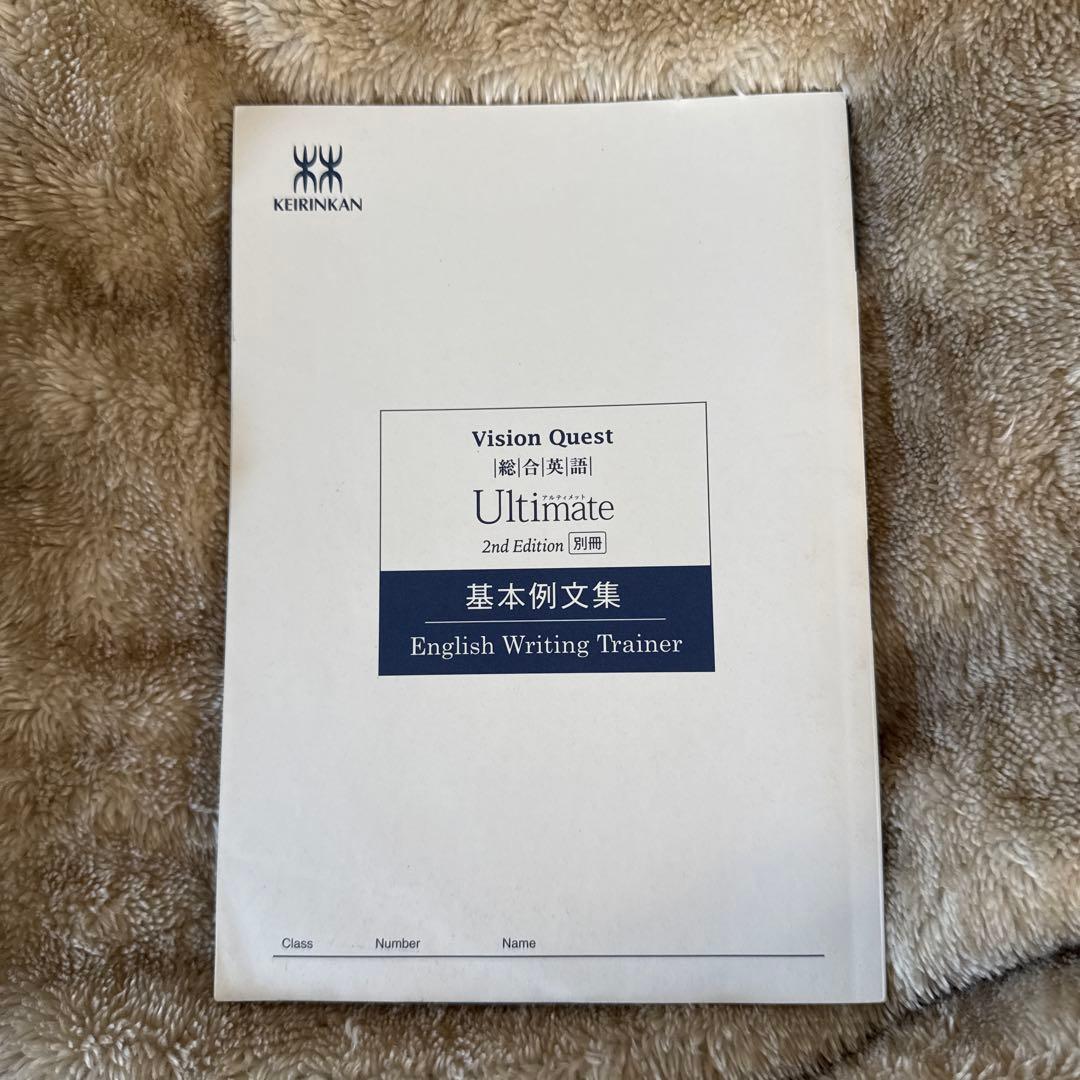 KEIRINKAN
Vision Quest
|総|合|英|語|
アルティメット
Ultimate
2nd Edition 別冊
基本例文集
English Writing Trainer
Class Number Name